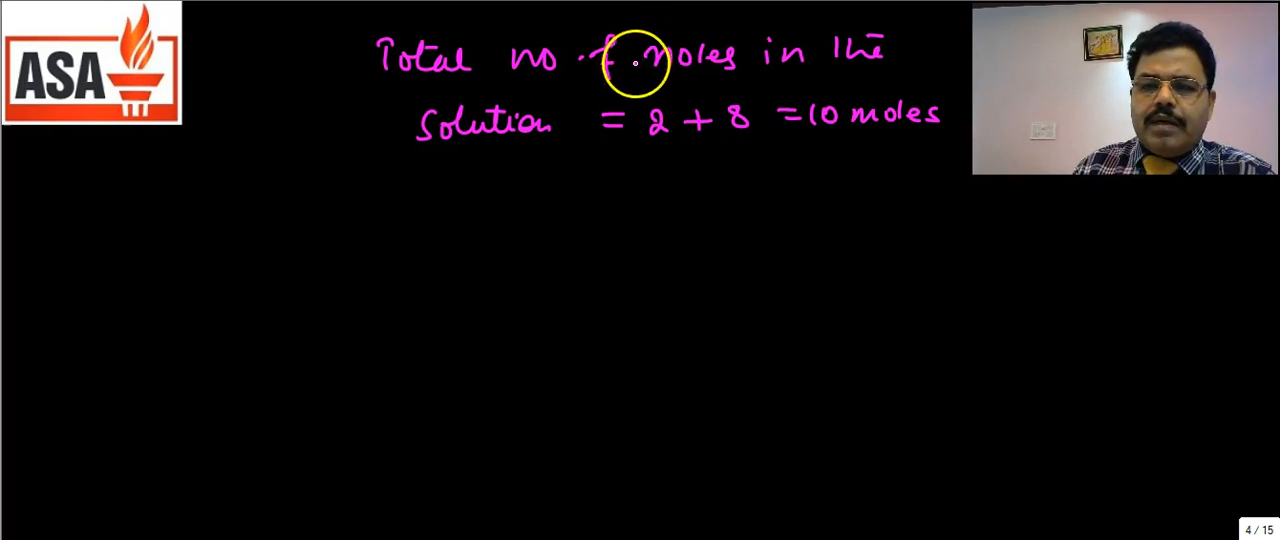 ASA
Total no. of moles in the
Solution = 2 + 8 = 10 moles
4 / 15